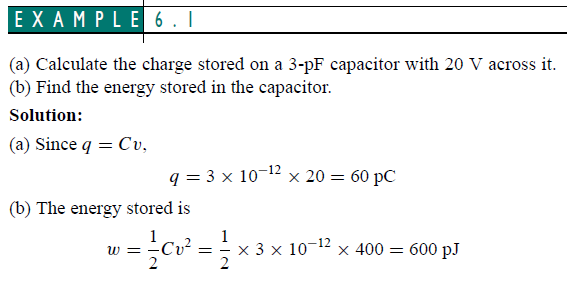 EXAMPLE 6.1
(a) Calculate the charge stored on a 3-pF capacitor with 20 V across it.
(b) Find the energy stored in the capacitor.
Solution:
(a) Since q = Cv,
q = 3 × 10⁻¹² × 20 = 60 pC
(b) The energy stored is
w = 1/2 Cv² = 1/2 × 3 × 10⁻¹² × 400 = 600 pJ